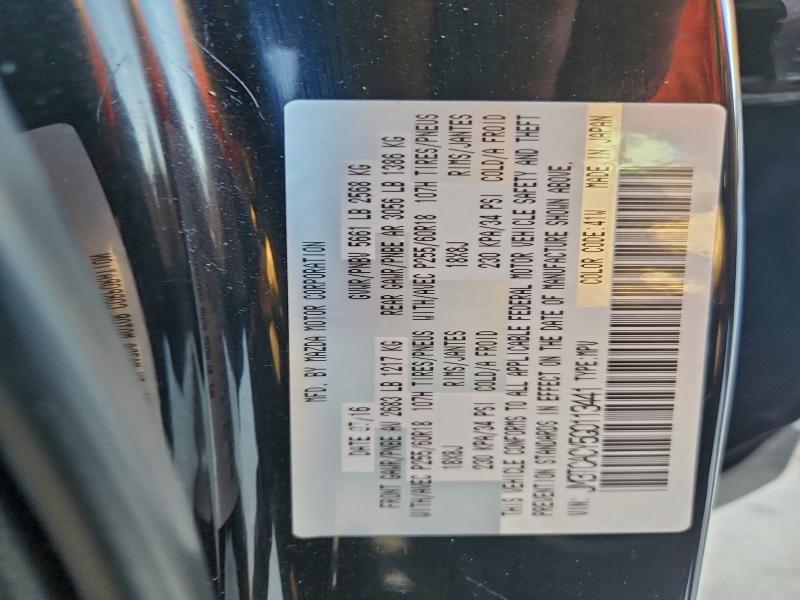 MFD. BY MAZDA MOTOR CORPORATION
DATE 07/16 GVWR/PNBV 5661 LB 2568 KG
FRONT GAWR/PNBE AV 2683 LB 1217 KG REAR GAWR/PNBE AR 3056 LB 1386 KG
WITH/AVEC P255/60R18 107H TIRES/PNEUS WITH/AVEC P255/60R18 107H TIRES/PNEUS
18X8J RIMS/JANTES 18X8J RIMS/JANTES
230 KPA/34 PSI COLD/A FROID 230 KPA/34 PSI COLD/A FROID
THIS VEHICLE CONFORMS TO ALL APPLICABLE FEDERAL MOTOR VEHICLE SAFETY AND THEFT
PREVENTION STANDARDS IN EFFECT ON THE DATE OF MANUFACTURE SHOWN ABOVE.
VIN: JM3TCACY5G0113441 TYPE:MPV COLOR CODE:41W MADE IN JAPAN